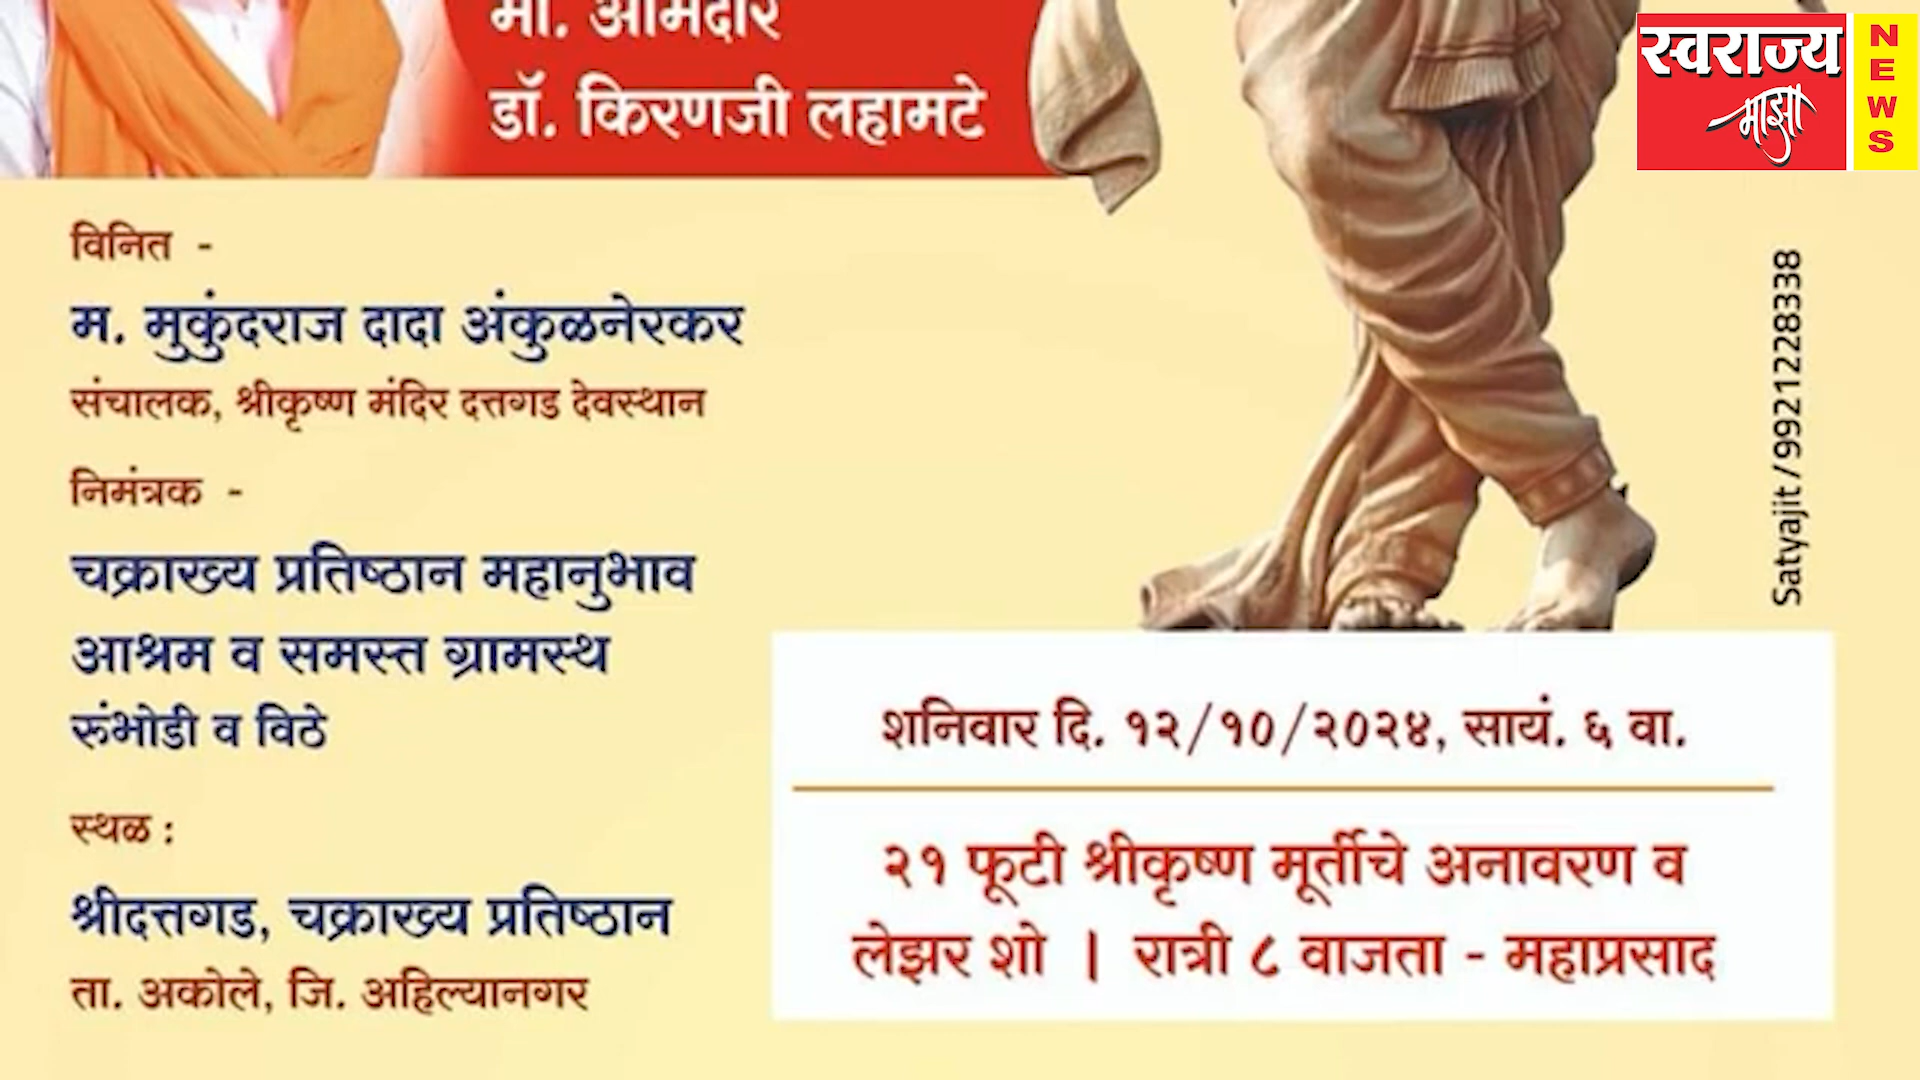 मा. आमदार
डॉ. किरणजी लहामटे
स्वराज्य
माझा
NEWS
विनित -
म. मुकुंदराज दादा अंकुळनेरकर
संचालक, श्रीकृष्ण मंदिर दत्तगड देवस्थान
निमंत्रक -
चक्राख्य प्रतिष्ठान महानुभाव
आश्रम व समस्त ग्रामस्थ
रुंभोडी व विठे
स्थळ :
श्रीदत्तगड, चक्राख्य प्रतिष्ठान
ता. अकोले, जि. अहिल्यानगर
Satyajit/9921228338
शनिवार दि. १२/१०/२०२४, सायं. ६ वा.
२१ फूटी श्रीकृष्ण मूर्तीचे अनावरण व
लेझर शो | रात्री ८ वाजता - महाप्रसाद